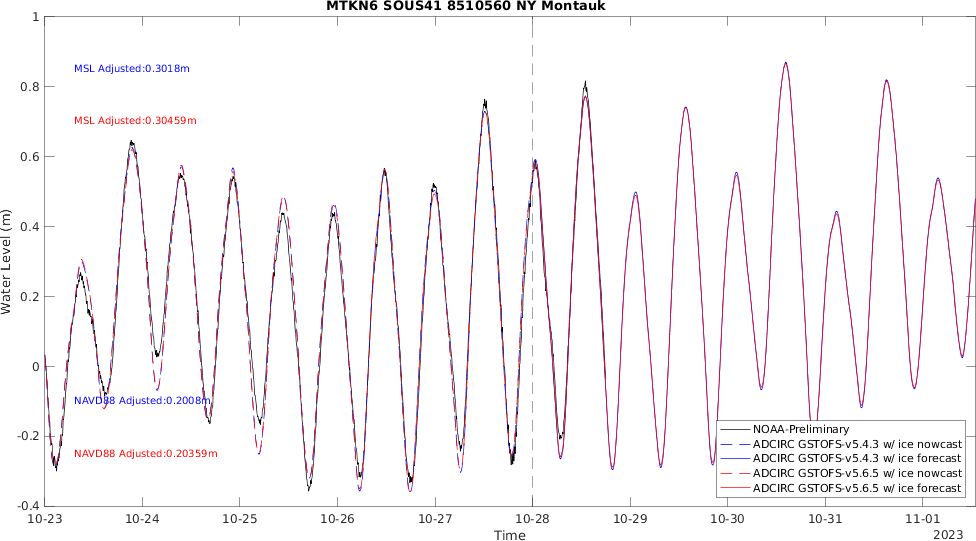 MTKN6 SOUS41 8510560 NY Montauk
1
0.8
0.6
0.4
0.2
0
-0.2
-0.4
Water Level (m)
MSL Adjusted:0.3018m
MSL Adjusted:0.30459m
NAVD88 Adjusted:0.2008m
NAVD88 Adjusted:0.20359m
NOAA-Preliminary
ADCIRC GSTOFS-v5.4.3 w/ ice nowcast
ADCIRC GSTOFS-v5.4.3 w/ ice forecast
ADCIRC GSTOFS-v5.6.5 w/ ice nowcast
ADCIRC GSTOFS-v5.6.5 w/ ice forecast
10-23 10-24 10-25 10-26 10-27 10-28 10-29 10-30 10-31 11-01
Time
2023